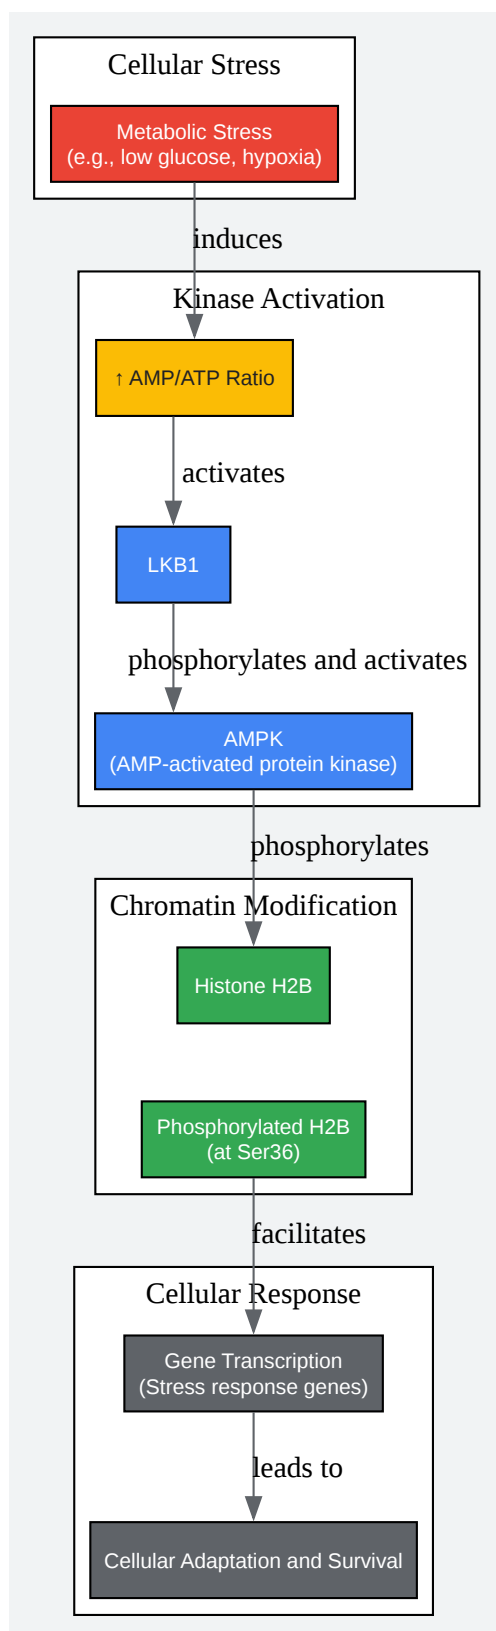 Cellular Stress
Metabolic Stress
(e.g., low glucose, hypoxia)
induces
Kinase Activation
↑ AMP/ATP Ratio
activates
LKB1
phosphorylates and activates
AMPK
(AMP-activated protein kinase)
phosphorylates
Chromatin Modification
Histone H2B
Phosphorylated H2B
(at Ser36)
facilitates
Cellular Response
Gene Transcription
(Stress response genes)
leads to
Cellular Adaptation and Survival